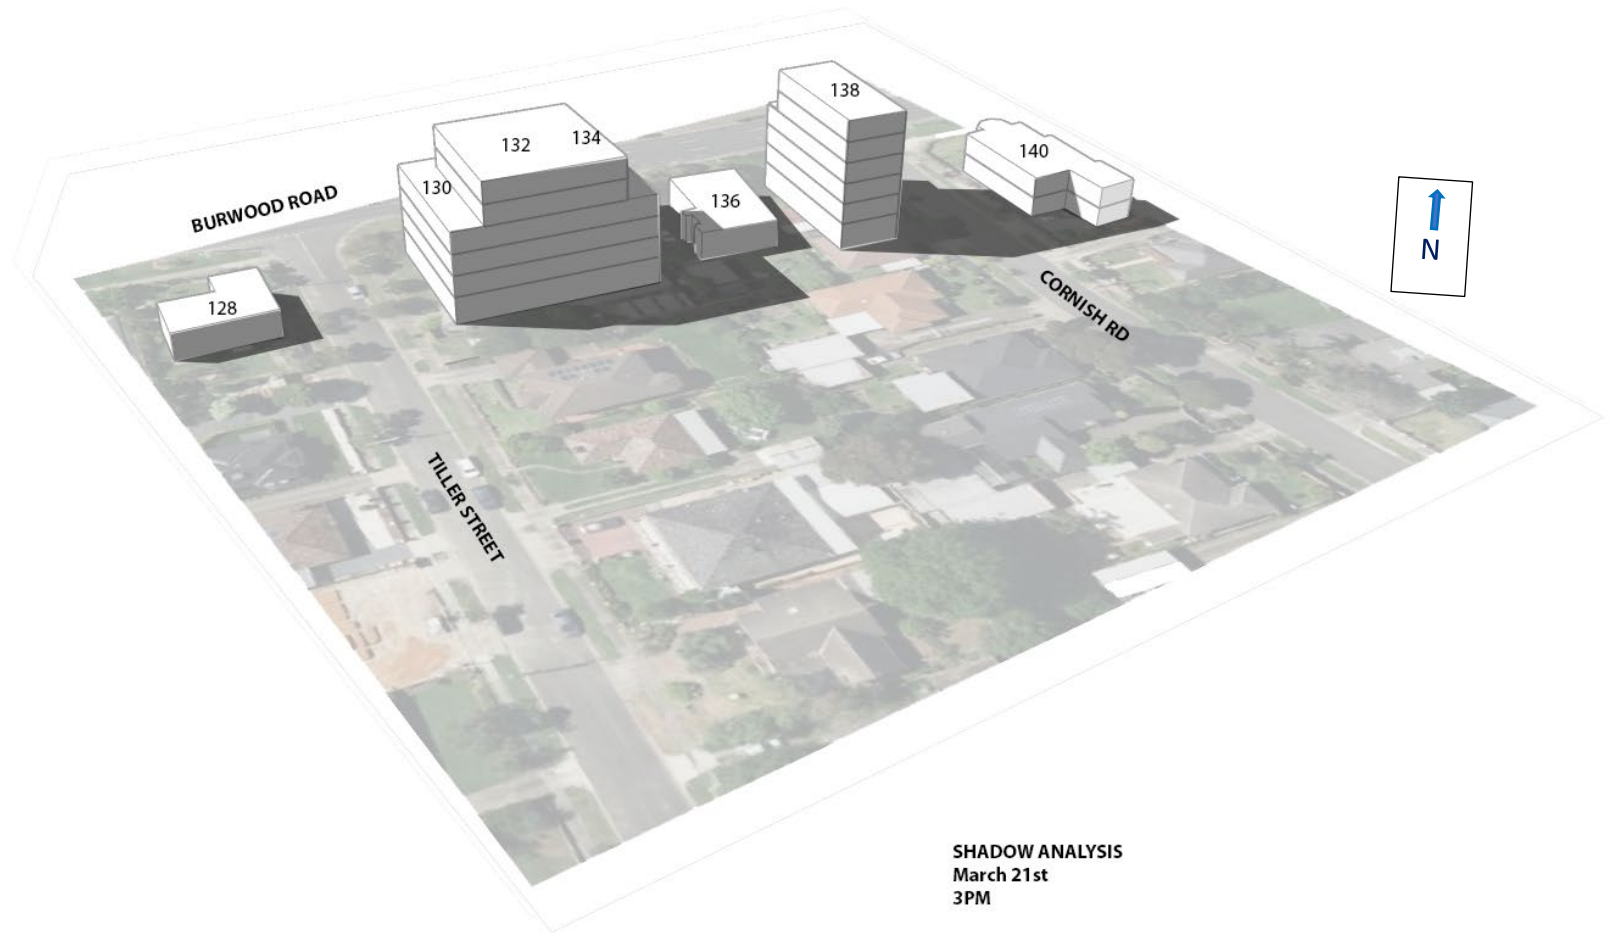 138
132
134
140
130
136
BURWOOD ROAD
N
128
CORNISH RD
TILLER STREET
SHADOW ANALYSIS
March 21st
3PM